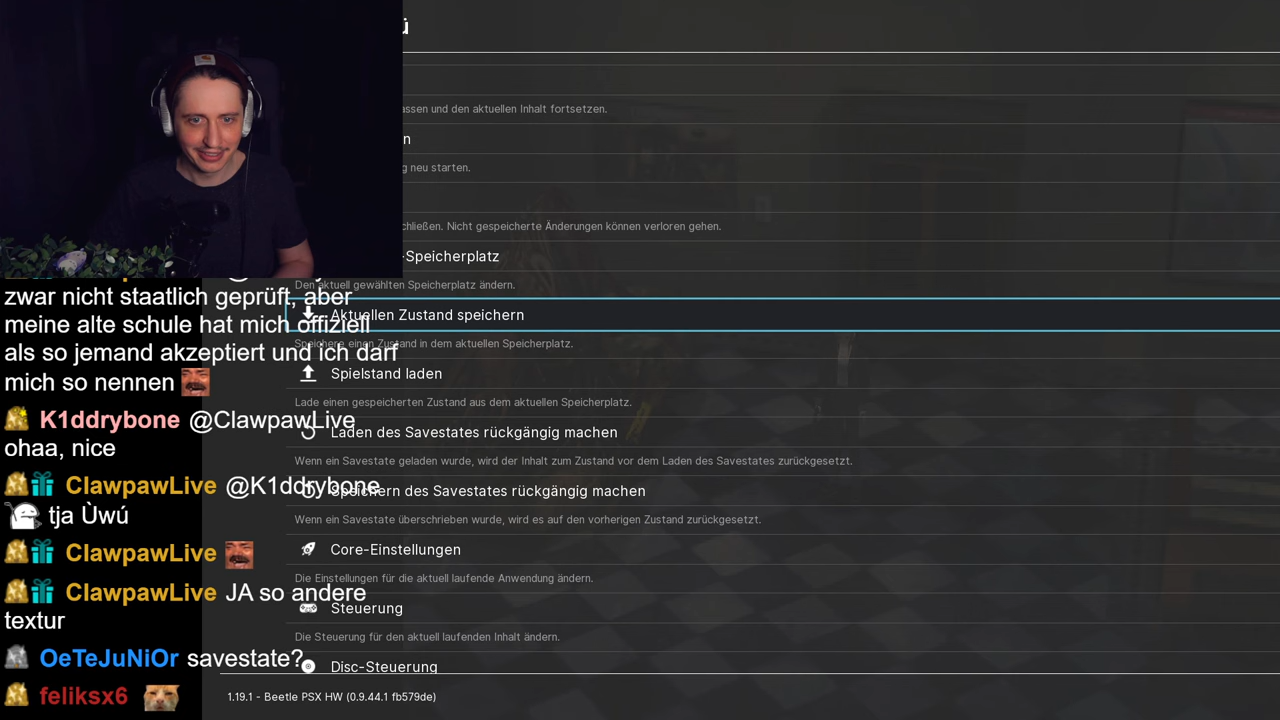 ú
assen und den aktuellen Inhalt fortsetzen.
n
g neu starten.
chließen. Nicht gespeicherte Änderungen können verloren gehen.
-Speicherplatz
Den aktuell gewählten Speicherplatz ändern.
Aktuellen Zustand speichern
Speichere einen Zustand in dem aktuellen Speicherplatz.
Spielstand laden
Lade einen gespeicherten Zustand aus dem aktuellen Speicherplatz.
Laden des Savestates rückgängig machen
Wenn ein Savestate geladen wurde, wird der Inhalt zum Zustand vor dem Laden des Savestates zurückgesetzt.
Speichern des Savestates rückgängig machen
Wenn ein Savestate überschrieben wurde, wird es auf den vorherigen Zustand zurückgesetzt.
Core-Einstellungen
Die Einstellungen für die aktuell laufende Anwendung ändern.
Steuerung
Die Steuerung für den aktuell laufenden Inhalt ändern.
Disc-Steuerung
1.19.1 - Beetle PSX HW (0.9.44.1 fb579de)
zwar nicht staatlich geprüft, aber
meine alte schule hat mich offiziell
als so jemand akzeptiert und ich darf
mich so nennen
K1ddrybone @ClawpawLive
ohaa, nice
ClawpawLive @K1ddrybone
tja Ùwú
ClawpawLive
ClawpawLive JA so andere
textur
OeTeJuNiOr savestate?
feliksx6